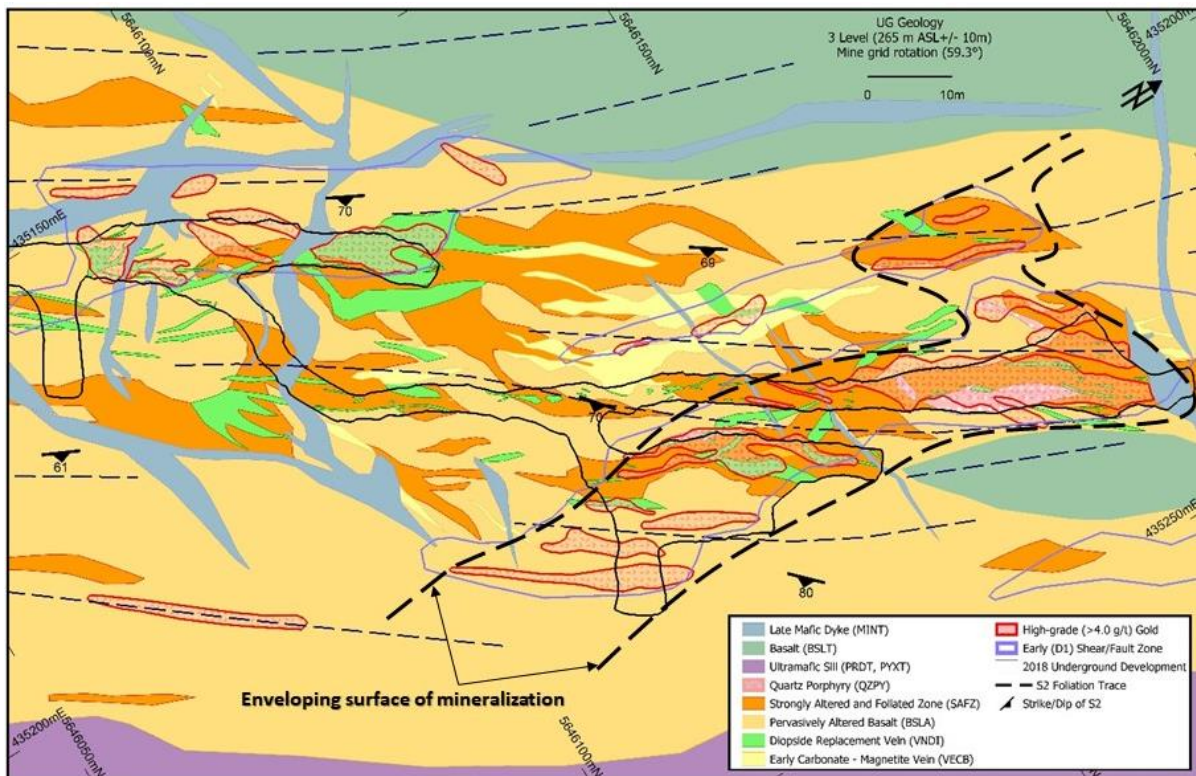 5646100mN
5646150mN
5646200mN
435200mE
UG Geology
3 Level (265 m ASL+/- 10m)
Mine grid rotation (59.3°)
0 10m
N
70
435150mE
69
70
61
435250mE
80
Late Mafic Dyke (MINT)
Basalt (BSLT)
Ultramafic Sill (PRDT, PYXT)
Quartz Porphyry (QZPY)
Strongly Altered and Foliated Zone (SAFZ)
Pervasively Altered Basalt (BSLA)
Diopside Replacement Vein (VNDI)
Early Carbonate - Magnetite Vein (VECB)
High-grade (>4.0 g/t) Gold
Early (D1) Shear/Fault Zone
2018 Underground Development
S2 Foliation Trace
Strike/Dip of S2
Enveloping surface of mineralization
435200mE
5646050mN
5646100mN